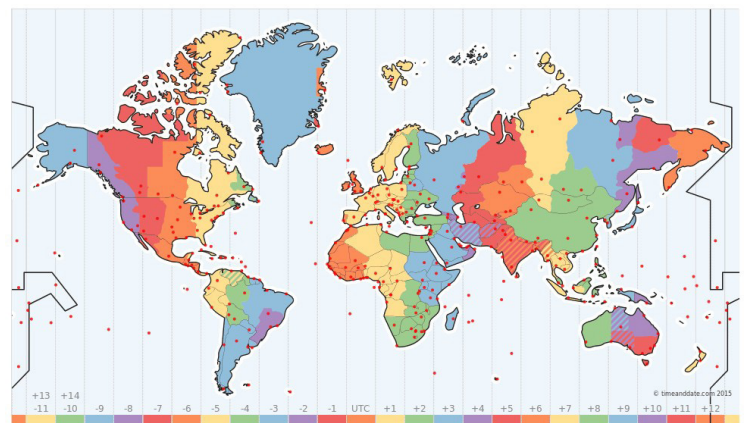 © timeanddate.com 2015
+13 +14
-11 -10 -9 -8 -7 -6 -5 -4 -3 -2 -1 UTC +1 +2 +3 +4 +5 +6 +7 +8 +9 +10 +11 +12